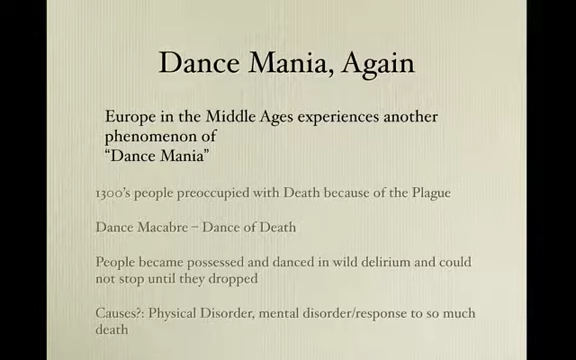 Dance Mania, Again
Europe in the Middle Ages experiences another
phenomenon of
“Dance Mania”
1300’s people preoccupied with Death because of the Plague
Dance Macabre – Dance of Death
People became possessed and danced in wild delirium and could
not stop until they dropped
Causes?: Physical Disorder, mental disorder/response to so much
death